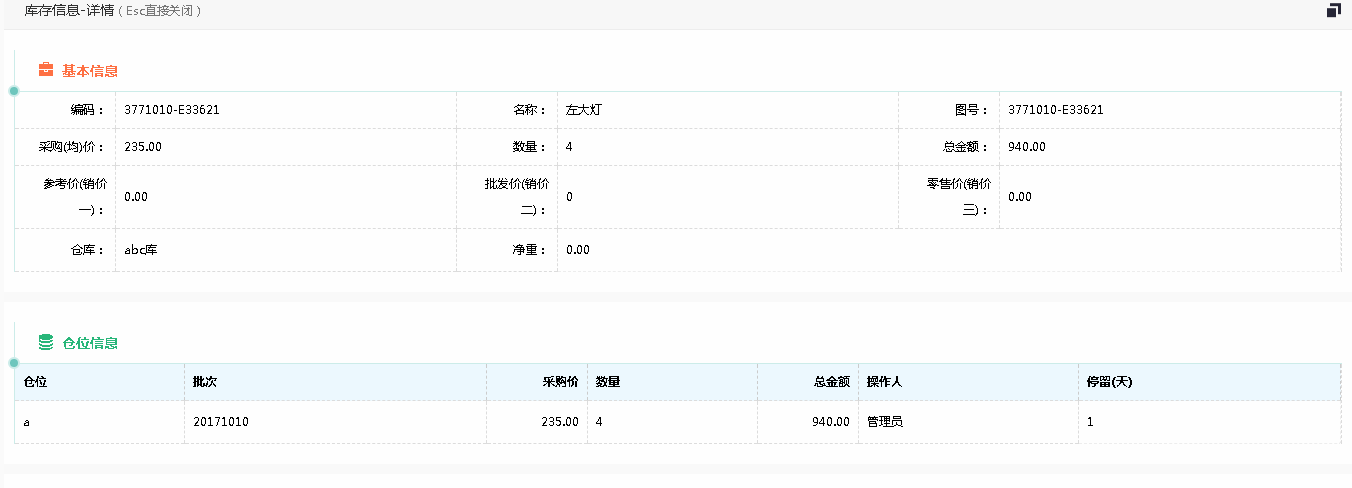 库存信息-详情 ( Esc直接关闭 )
基本信息
编码： 3771010-E33621 名称： 左大灯 图号： 3771010-E33621
采购(均)价： 235.00 数量： 4 总金额： 940.00
参考价(销价一)： 0.00 批发价(销价二)： 0 零售价(销价三)： 0.00
仓库： abc库 净重： 0.00
仓位信息
仓位 批次 采购价 数量 总金额 操作人 停留(天)
a 20171010 235.00 4 940.00 管理员 1